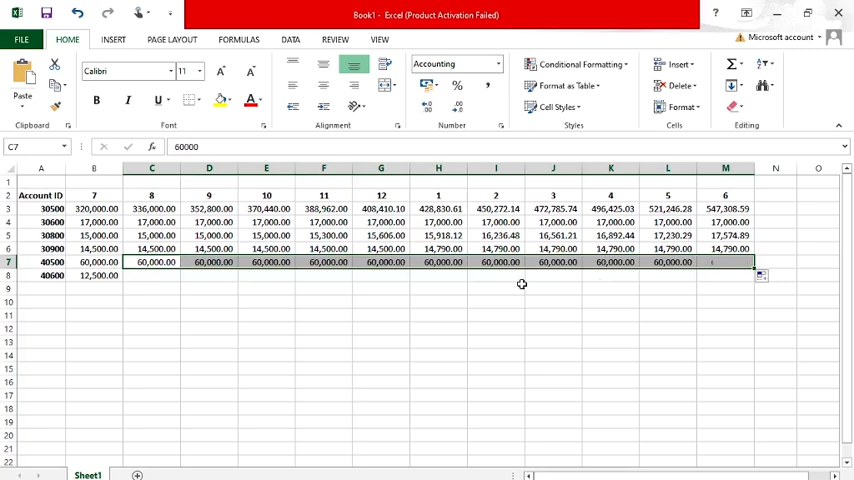 Book1 - Excel (Product Activation Failed)
FILE HOME INSERT PAGE LAYOUT FORMULAS DATA REVIEW VIEW Microsoft account
Paste
Calibri 11
B I U
Accounting
Conditional Formatting
Format as Table
Cell Styles
Insert
Delete
Format
Clipboard Font Alignment Number Styles Cells Editing
C7 fx 60000
A B C D E F G H I J K L M N O
1
2 Account ID 7 8 9 10 11 12 1 2 3 4 5 6
3 30500 320,000.00 336,000.00 352,800.00 370,440.00 388,962.00 408,410.10 428,830.61 450,272.14 472,785.74 496,425.03 521,246.28 547,308.59
4 30600 17,000.00 17,000.00 17,000.00 17,000.00 17,000.00 17,000.00 17,000.00 17,000.00 17,000.00 17,000.00 17,000.00 17,000.00
5 30800 15,000.00 15,000.00 15,000.00 15,000.00 15,300.00 15,606.00 15,918.12 16,236.48 16,561.21 16,892.44 17,230.29 17,574.89
6 30900 14,500.00 14,500.00 14,500.00 14,500.00 14,500.00 14,500.00 14,790.00 14,790.00 14,790.00 14,790.00 14,790.00 14,790.00
7 40500 60,000.00 60,000.00 60,000.00 60,000.00 60,000.00 60,000.00 60,000.00 60,000.00 60,000.00 60,000.00 60,000.00
8 40600 12,500.00
9
10
11
12
13
14
15
16
17
18
19
20
21
22
Sheet1